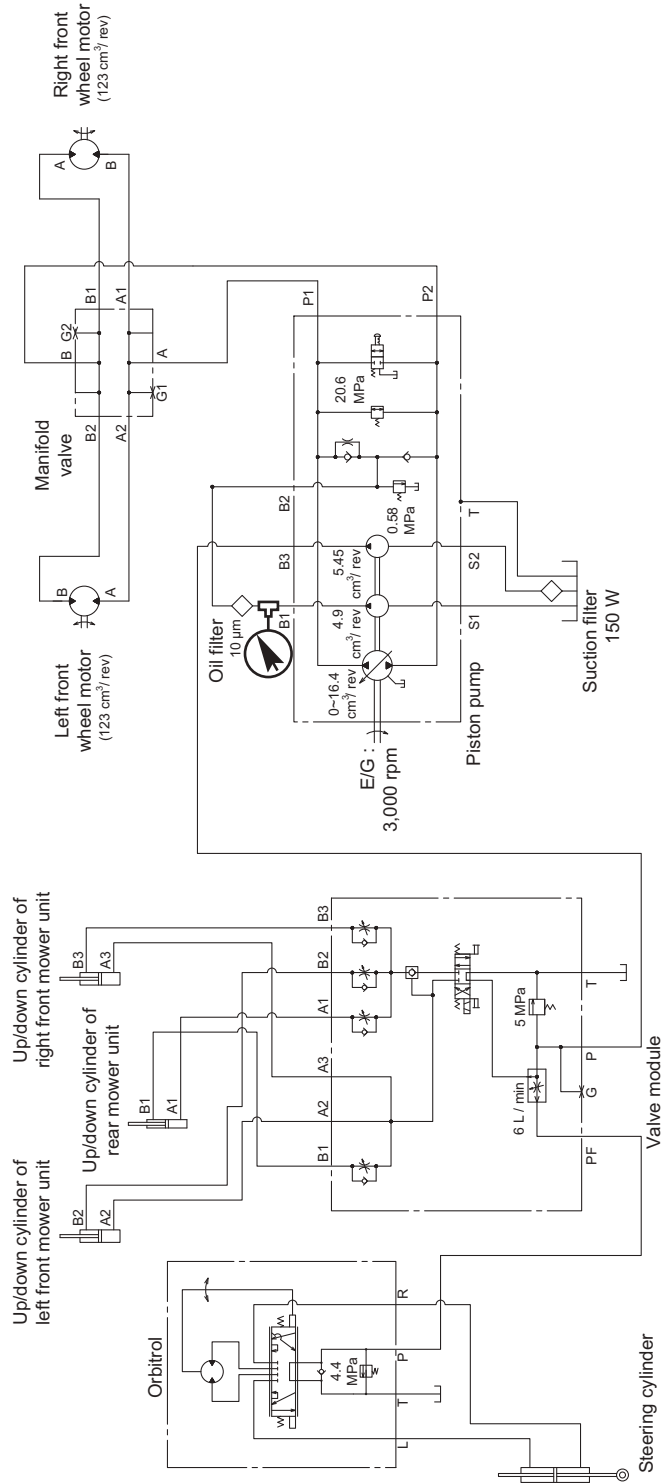 Right front
wheel motor
(123 cm³/ rev)
A
B
Left front
wheel motor
(123 cm³/ rev)
B
A
Manifold
valve
B2
A2
B
G2
B1
A1
A
G1
Oil filter
10 μm
B1
B3
B2
P1
P2
20.6
MPa
0.58
MPa
5.45
cm³/ rev
4.9
cm³/ rev
0~16.4
cm³/ rev
E/G :
3,000 rpm
Piston pump
S1
S2
T
Suction filter
150 W
Up/down cylinder of
right front mower unit
B3
A3
Up/down cylinder of
rear mower unit
B1
A1
Up/down cylinder of
left front mower unit
B2
A2
B1
A2
A3
A1
B2
B3
5 MPa
6 L / min
PF
G
P
T
Valve module
Orbitrol
4.4
MPa
L
T
P
R
Steering cylinder